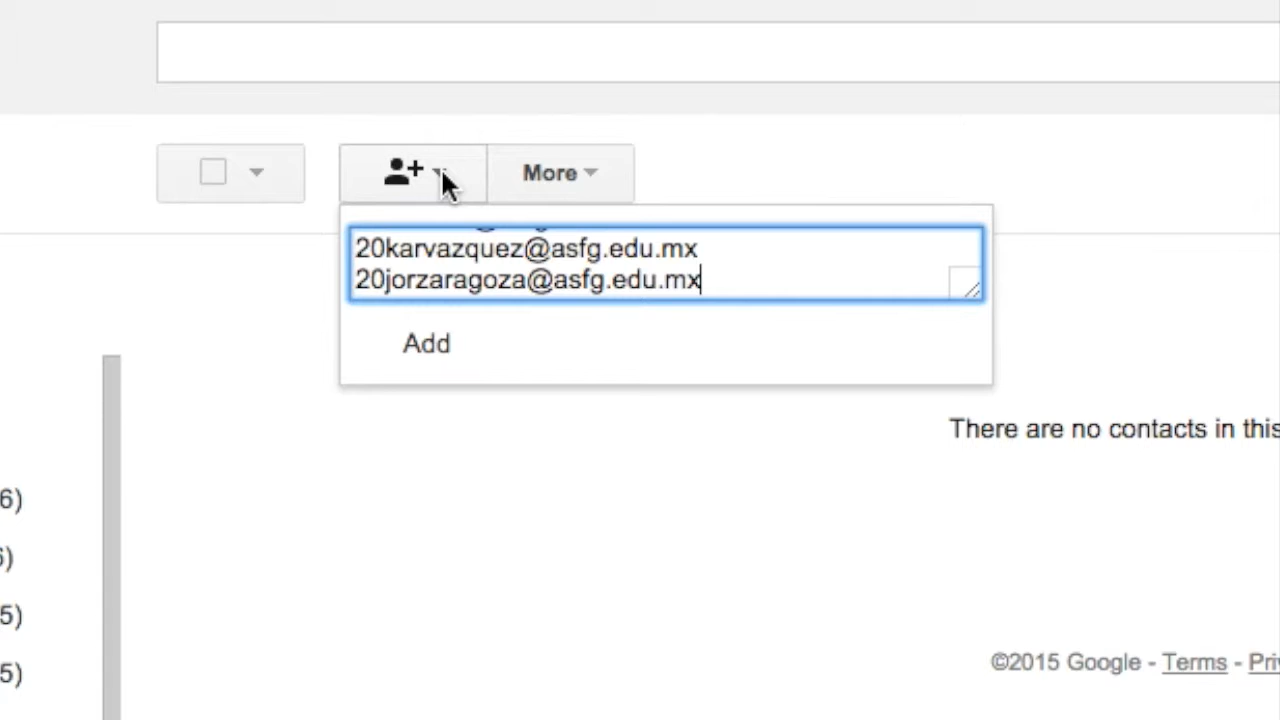 More
20karvazquez@asfg.edu.mx
20jorzaragoza@asfg.edu.mx
Add
There are no contacts in this
6)
5)
5)
©2015 Google - Terms -